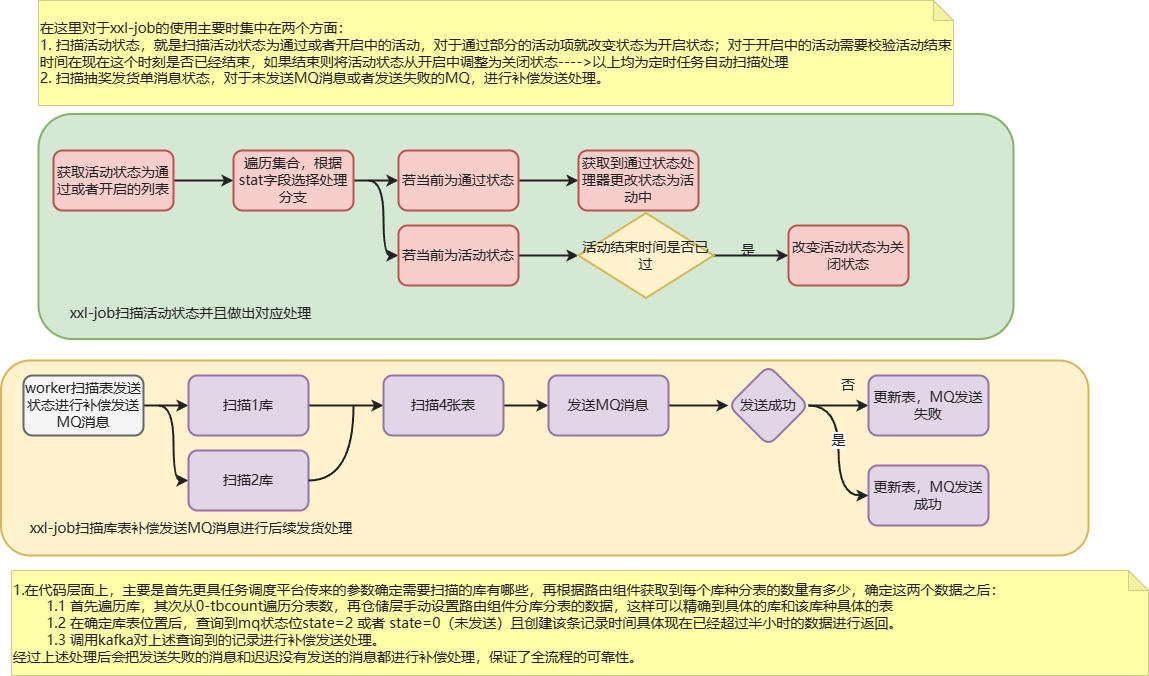 在这里对于xxl-job的使用主要时集中在两个方面：
1. 扫描活动状态，就是扫描活动状态为通过或者开启中的活动，对于通过部分的活动项就改变状态为开启状态；对于开启中的活动需要校验活动结束
时间在现在这个时刻是否已经结束，如果结束则将活动状态从开启中调整为关闭状态---->以上均为定时任务自动扫描处理
2. 扫描抽奖发货单消息状态，对于未发送MQ消息或者发送失败的MQ，进行补偿发送处理。
获取活动状态为通
过或者开启的列表
遍历集合，根据
stat字段选择处理
分支
若当前为通过状态
获取到通过状态处
理器更改状态为活
动中
若当前为活动状态
活动结束时间是否已
过
是
改变活动状态为关
闭状态
xxl-job扫描活动状态并且做出对应处理
worker扫描表发送
状态进行补偿发送
MQ消息
扫描1库
扫描2库
扫描4张表
发送MQ消息
发送成功
否
更新表，MQ发送
失败
是
更新表，MQ发送
成功
xxl-job扫描库表补偿发送MQ消息进行后续发货处理
1.在代码层面上，主要是首先更具任务调度平台传来的参数确定需要扫描的库有哪些，再根据路由组件获取到每个库种分表的数量有多少，确定这两个数据之后：
1.1 首先遍历库，其次从0-tbcount遍历分表数，再仓储层手动设置路由组件分库分表的数据，这样可以精确到具体的库和该库种具体的表
1.2 在确定库表位置后，查询到mq状态位state=2 或者 state=0（未发送）且创建该条记录时间具体现在已经超过半小时的数据进行返回。
1.3 调用kafka对上述查询到的记录进行补偿发送处理。
经过上述处理后会把发送失败的消息和迟迟没有发送的消息都进行补偿处理，保证了全流程的可靠性。